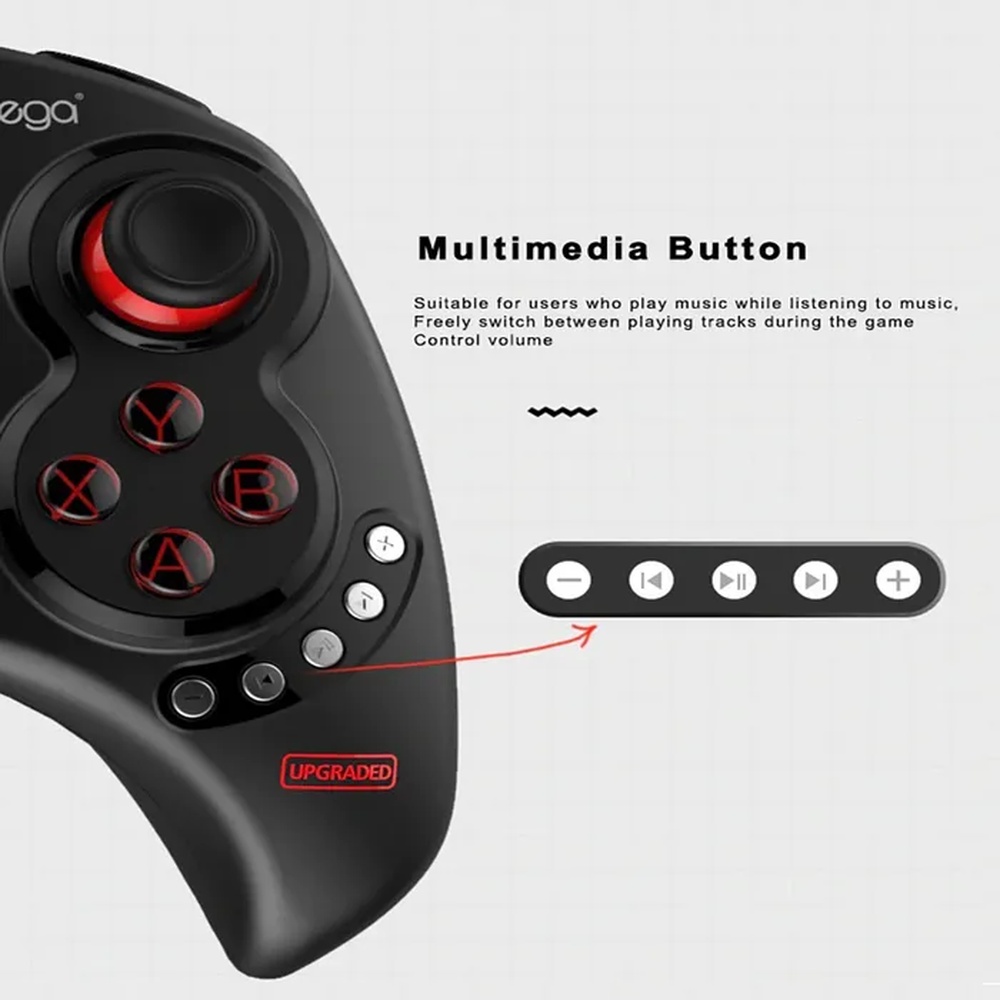 ega®
Multimedia Button
Suitable for users who play music while listening to music,
Freely switch between playing tracks during the game
Control volume
Y
X
B
A
UPGRADED